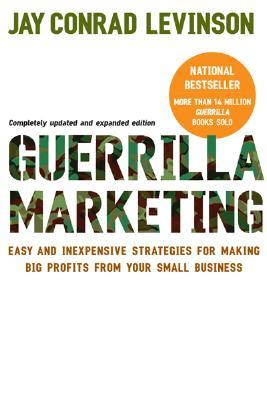 JAY CONRAD LEVINSON
NATIONAL
BESTSELLER
MORE THAN 14 MILLION
GUERRILLA
BOOKS SOLD
Completely updated and expanded edition
GUERRILLA
MARKETING
EASY AND INEXPENSIVE STRATEGIES FOR MAKING
BIG PROFITS FROM YOUR SMALL BUSINESS